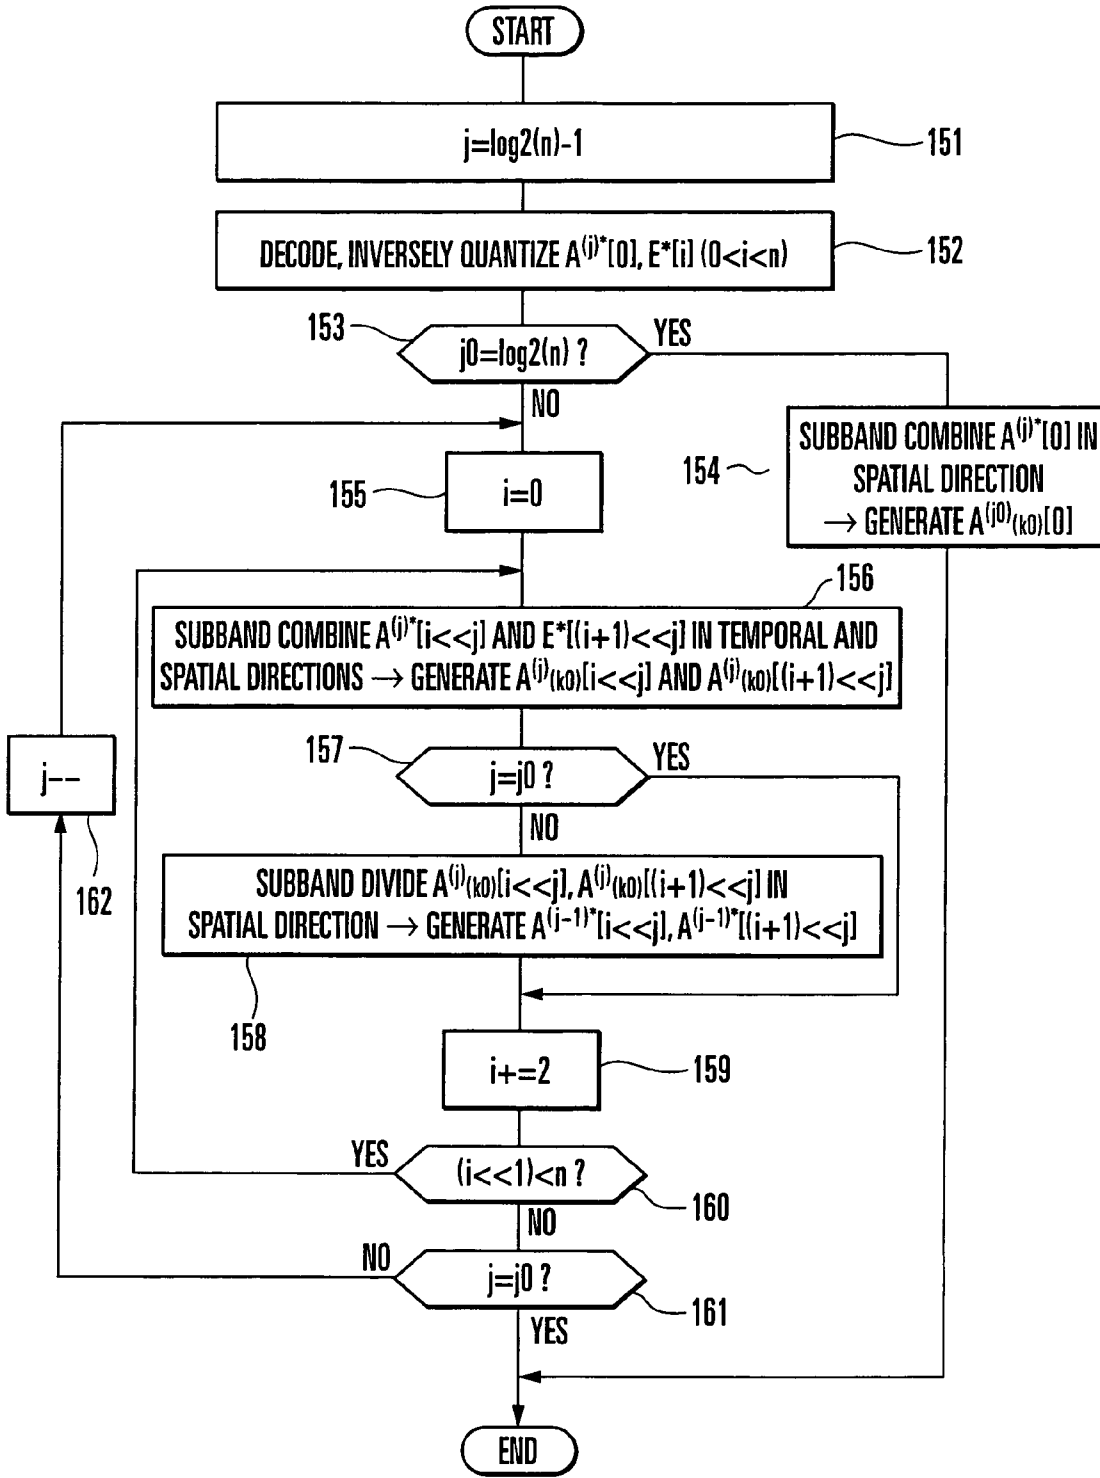 START
j=log2(n)-1
151
DECODE, INVERSELY QUANTIZE A(j)*[0], E*[i] (0<i<n)
152
153
j0=log2(n) ?
YES
NO
SUBBAND COMBINE A(j)*[0] IN
SPATIAL DIRECTION
→ GENERATE A(j0)(k0)[0]
154
155
i=0
156
SUBBAND COMBINE A(j)*[i<<j] AND E*[(i+1)<<j] IN TEMPORAL AND
SPATIAL DIRECTIONS → GENERATE A(j)(k0)[i<<j] AND A(j)(k0)[(i+1)<<j]
157
j=j0 ?
YES
NO
j--
162
SUBBAND DIVIDE A(j)(k0)[i<<j], A(j)(k0)[(i+1)<<j] IN
SPATIAL DIRECTION → GENERATE A(j-1)*[i<<j], A(j-1)*[(i+1)<<j]
158
i+=2
159
YES
(i<<1)<n ?
160
NO
NO
j=j0 ?
161
YES
END